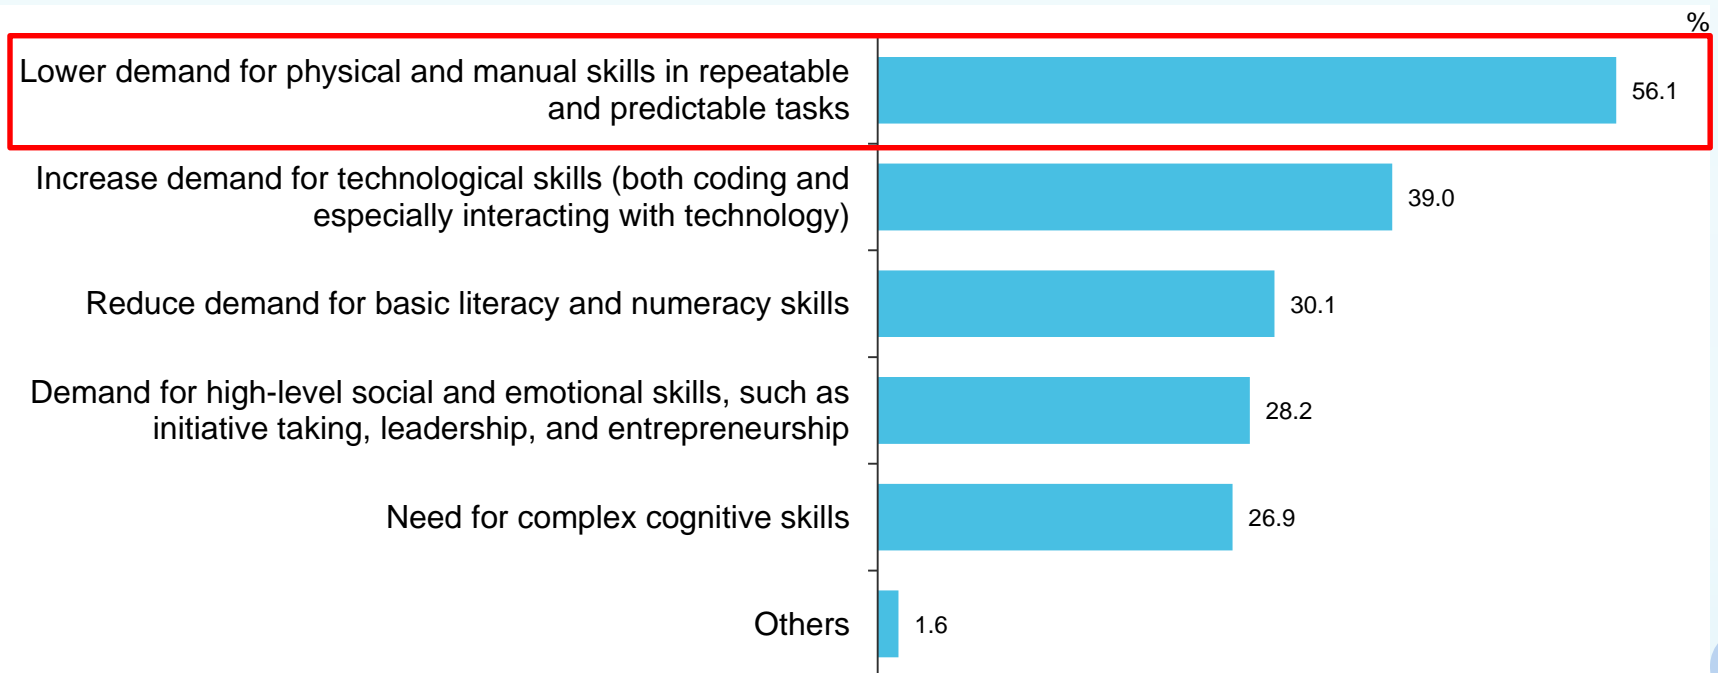 %
Lower demand for physical and manual skills in repeatable
and predictable tasks
56.1
Increase demand for technological skills (both coding and
especially interacting with technology)
39.0
Reduce demand for basic literacy and numeracy skills
30.1
Demand for high-level social and emotional skills, such as
initiative taking, leadership, and entrepreneurship
28.2
Need for complex cognitive skills
26.9
Others
1.6